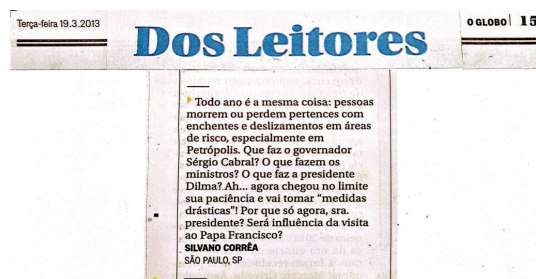 Terça-feira 19.3.2013
Dos Leitores
O GLOBO 15
Todo ano é a mesma coisa: pessoas
morrem ou perdem pertences com
enchentes e deslizamentos em áreas
de risco, especialmente em
Petrópolis. Que faz o governador
Sérgio Cabral? O que fazem os
ministros? O que faz a presidente
Dilma? Ah... agora chegou no limite
sua paciência e vai tomar “medidas
drásticas”! Por que só agora, sra.
presidente? Será influência da visita
ao Papa Francisco?
SILVANO CORRÊA
SÃO PAULO, SP